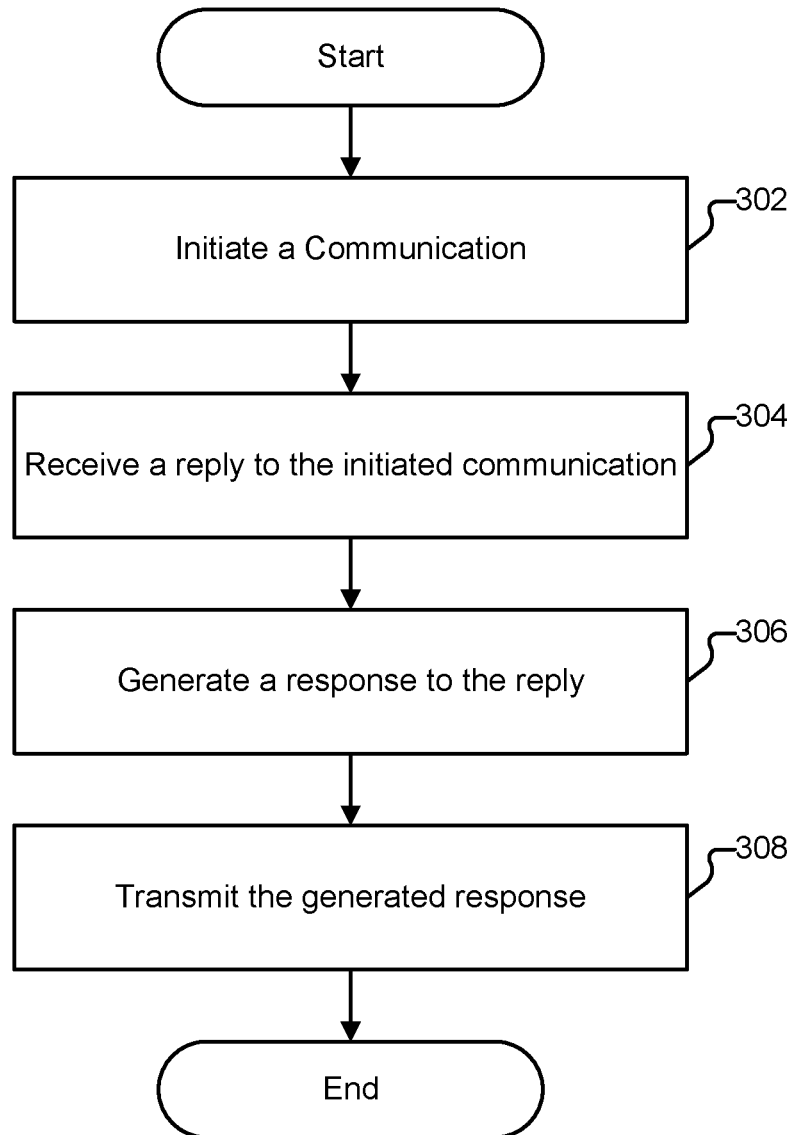 Start
302
Initiate a Communication
304
Receive a reply to the initiated communication
306
Generate a response to the reply
308
Transmit the generated response
End